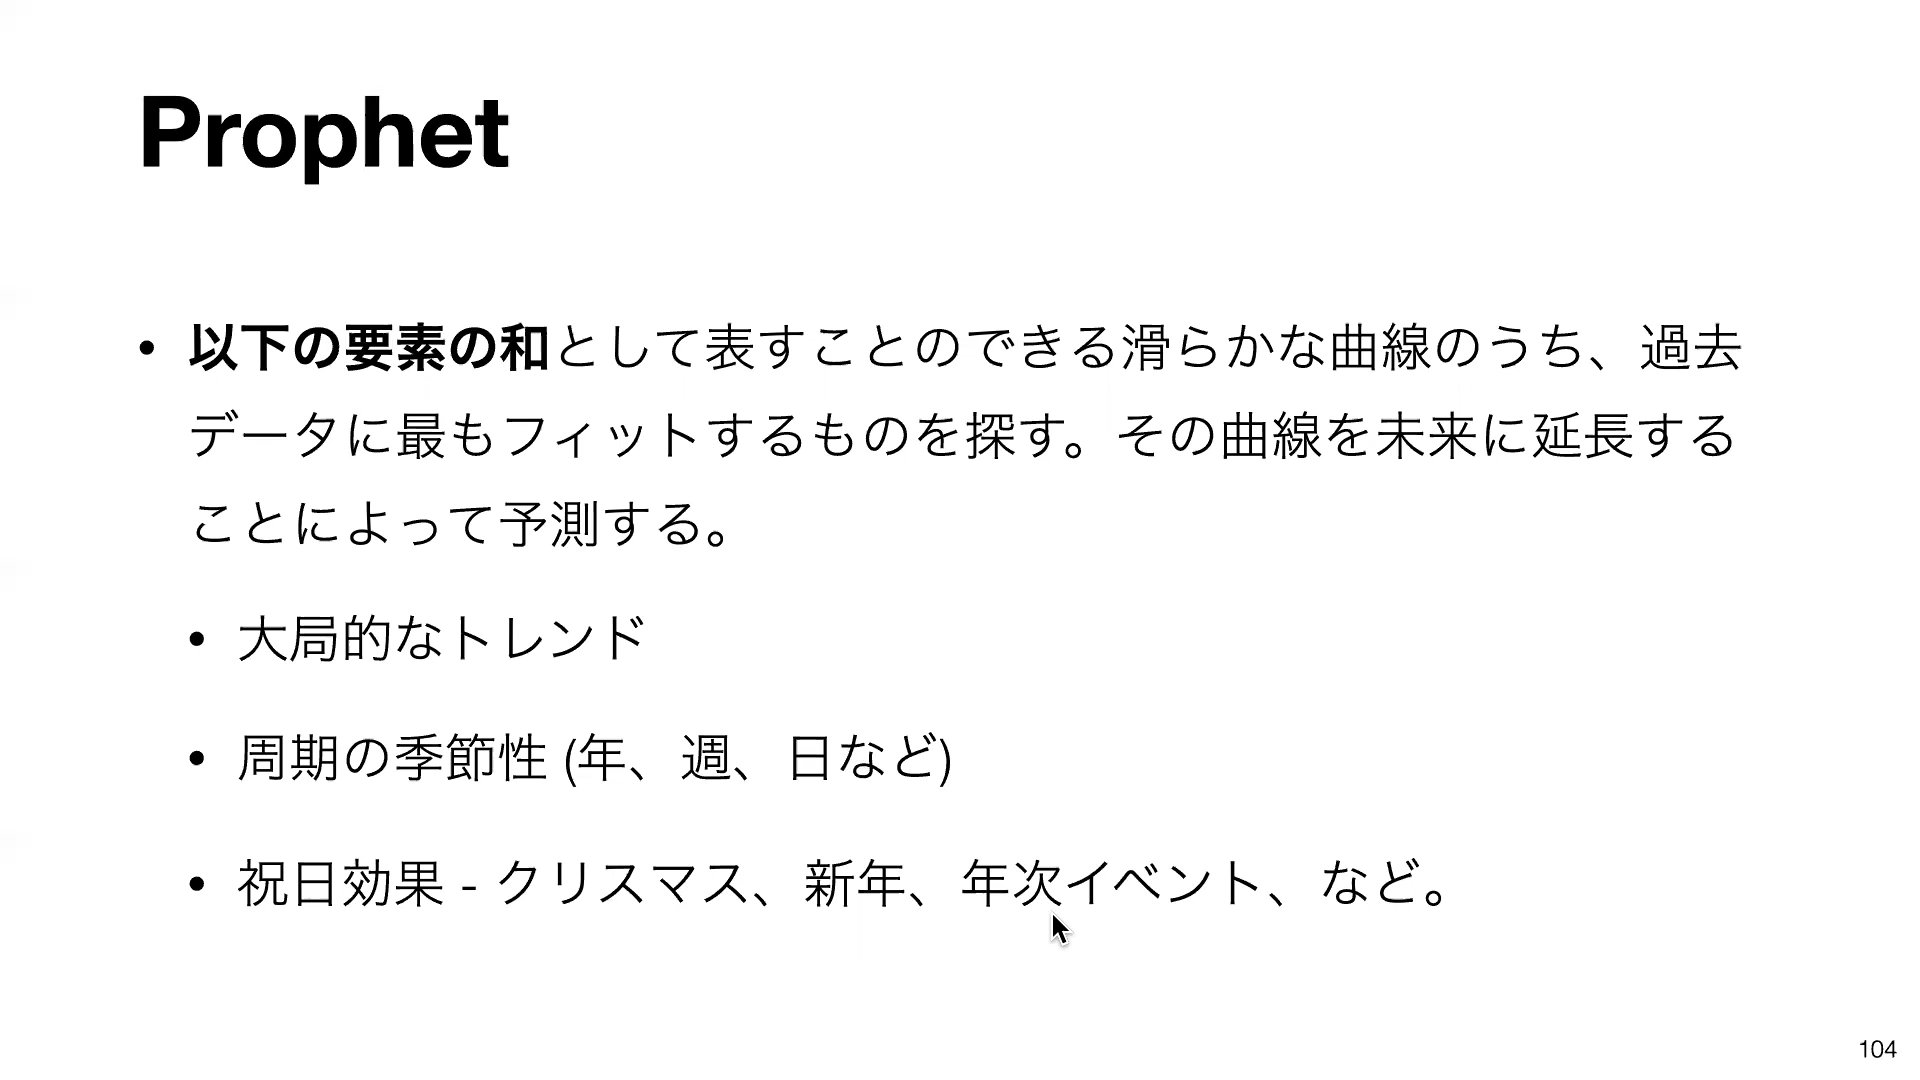 Prophet
• 以下の要素の和として表すことのできる滑らかな曲線のうち、過去
データに最もフィットするものを探す。その曲線を未来に延長する
ことによって予測する。
• 大局的なトレンド
• 周期の季節性 (年、週、日など)
• 祝日効果 - クリスマス、新年、年次イベント、など。
104